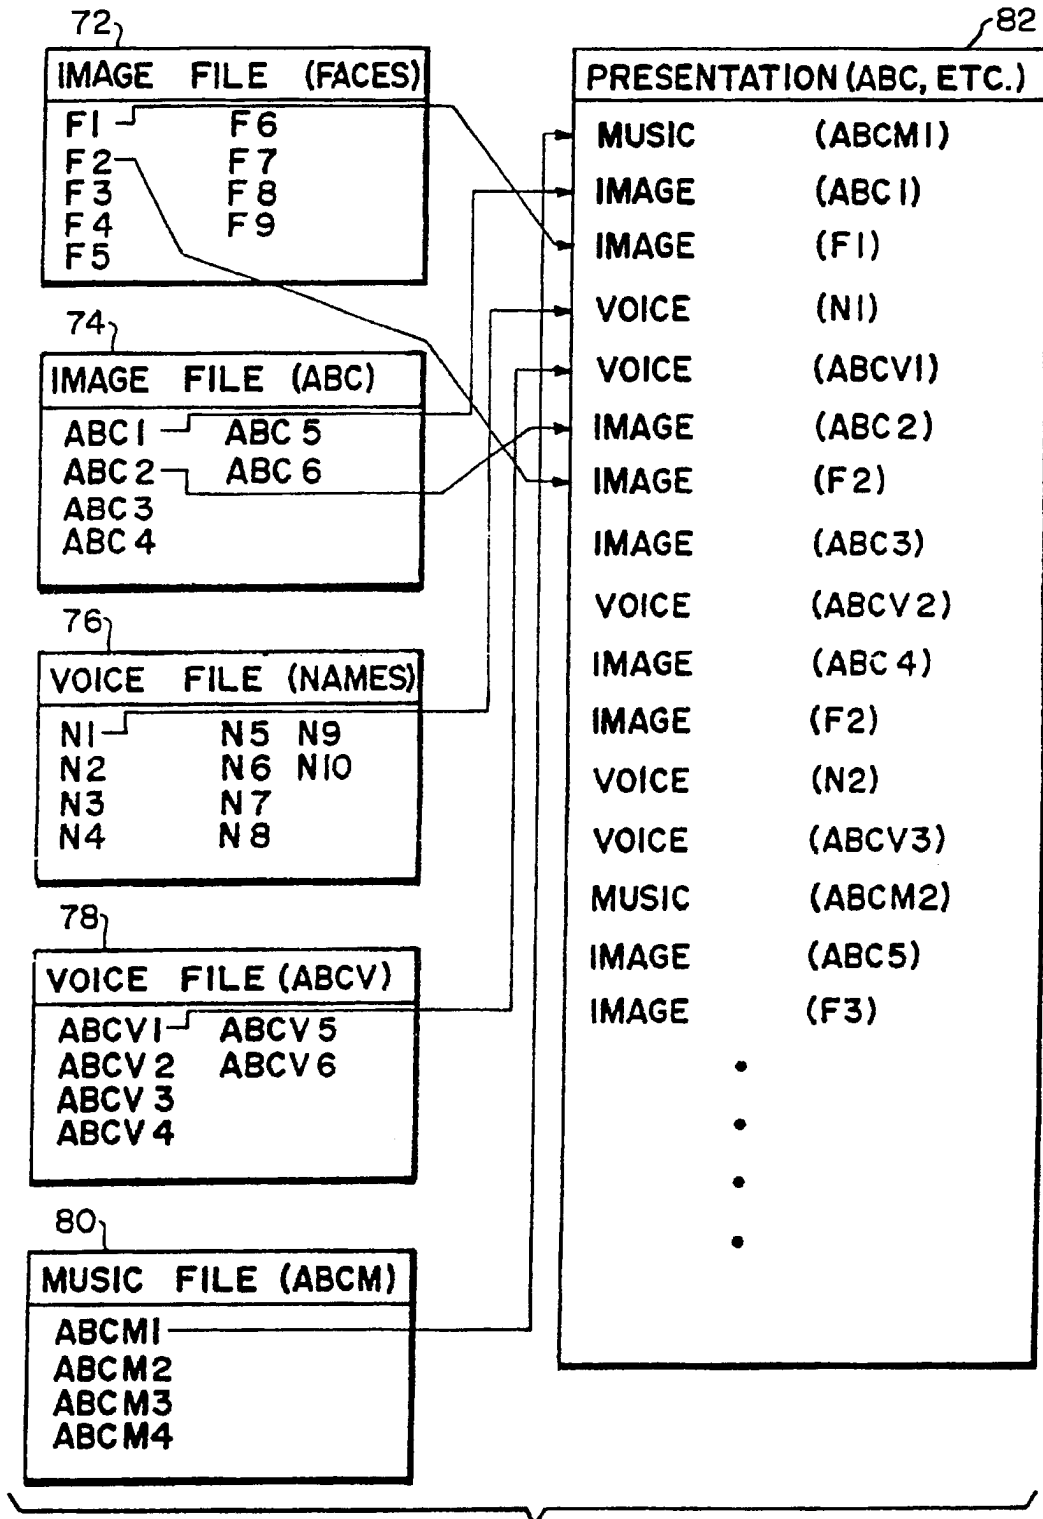 72
IMAGE FILE (FACES)
F1 F6
F2 F7
F3 F8
F4 F9
F5
74
IMAGE FILE (ABC)
ABC1 ABC5
ABC2 ABC6
ABC3
ABC4
76
VOICE FILE (NAMES)
N1 N5 N9
N2 N6 N10
N3 N7
N4 N8
78
VOICE FILE (ABCV)
ABCV1 ABCV5
ABCV2 ABCV6
ABCV3
ABCV4
80
MUSIC FILE (ABCM)
ABCM1
ABCM2
ABCM3
ABCM4
82
PRESENTATION (ABC, ETC.)
MUSIC (ABCM1)
IMAGE (ABC1)
IMAGE (F1)
VOICE (N1)
VOICE (ABCV1)
IMAGE (ABC2)
IMAGE (F2)
IMAGE (ABC3)
VOICE (ABCV2)
IMAGE (ABC4)
IMAGE (F2)
VOICE (N2)
VOICE (ABCV3)
MUSIC (ABCM2)
IMAGE (ABC5)
IMAGE (F3)